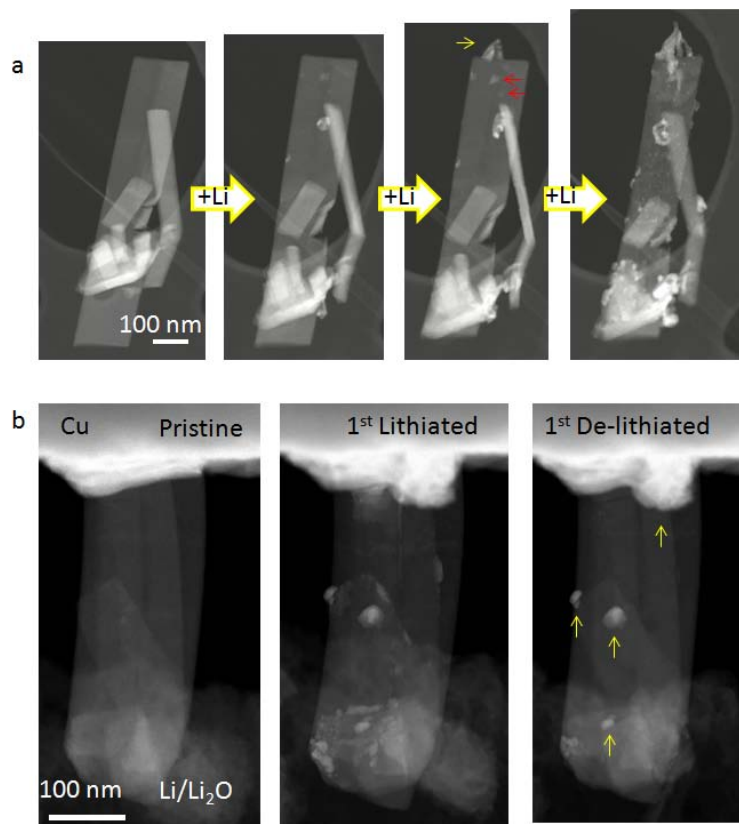 a
+Li
+Li
+Li
100 nm
b
Cu Pristine
1st Lithiated
1st De-lithiated
100 nm
Li/Li₂O